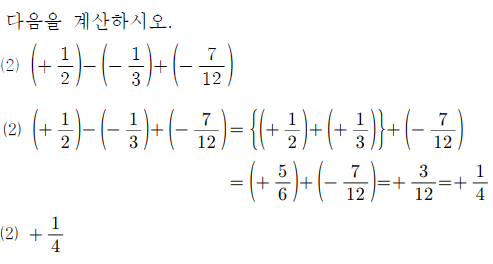 다음을 계산하시오.
(2) (+ 1/2)-(- 1/3)+(- 7/12)
(2) (+ 1/2)-(- 1/3)+(- 7/12)= {(+ 1/2)+(+ 1/3)}+(- 7/12)
= (+ 5/6)+(- 7/12)=+ 3/12=+ 1/4
(2) + 1/4